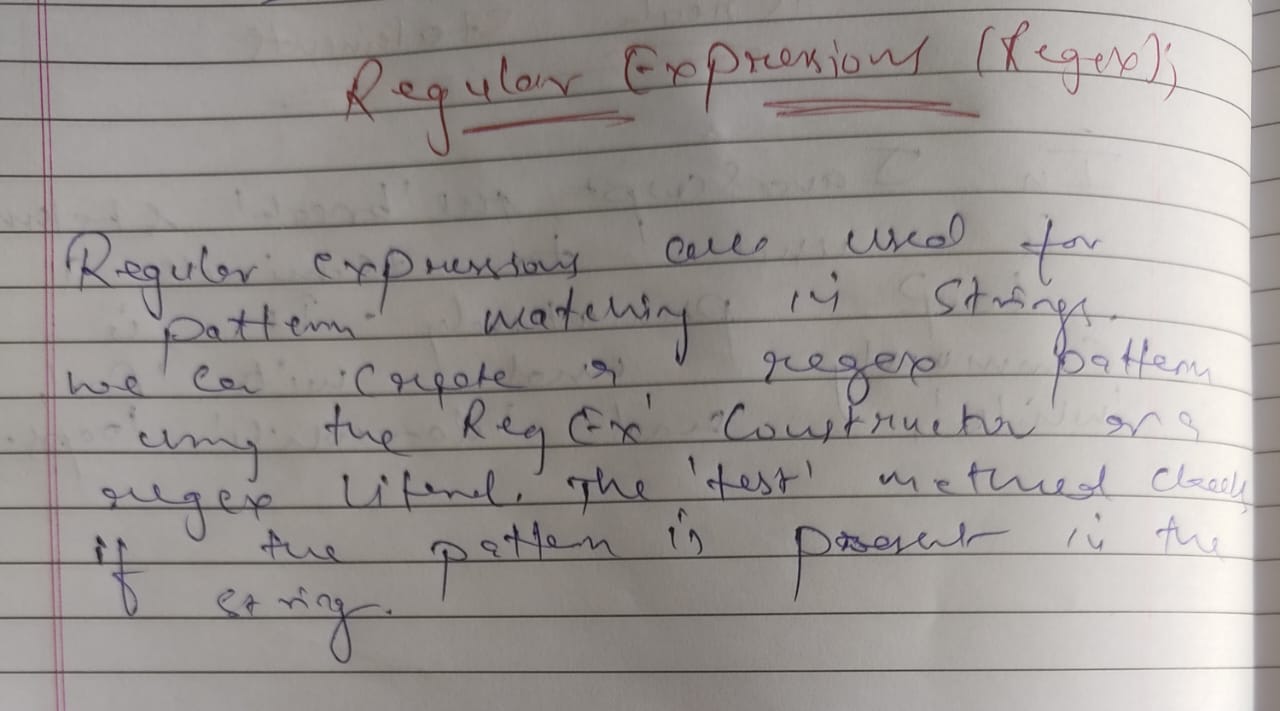 Regular Expressions (Regex);
Regular expressions are used for
pattern matching in strings.
we ca create a regex pattern
using the RegEx' Constructor or a
regex literal. The 'test' method checks
if the pattern is present in the
string.